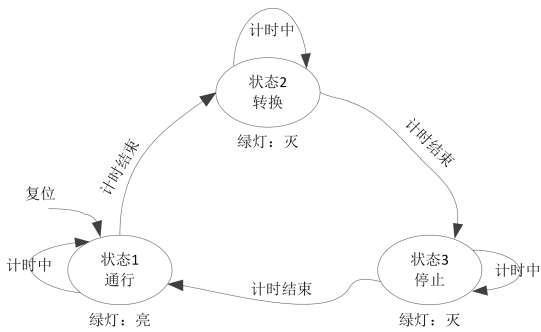 计时中
状态2
转换
绿灯：灭
计时结束
计时结束
复位
状态1
通行
计时中
绿灯：亮
计时结束
状态3
停止
计时中
绿灯：灭